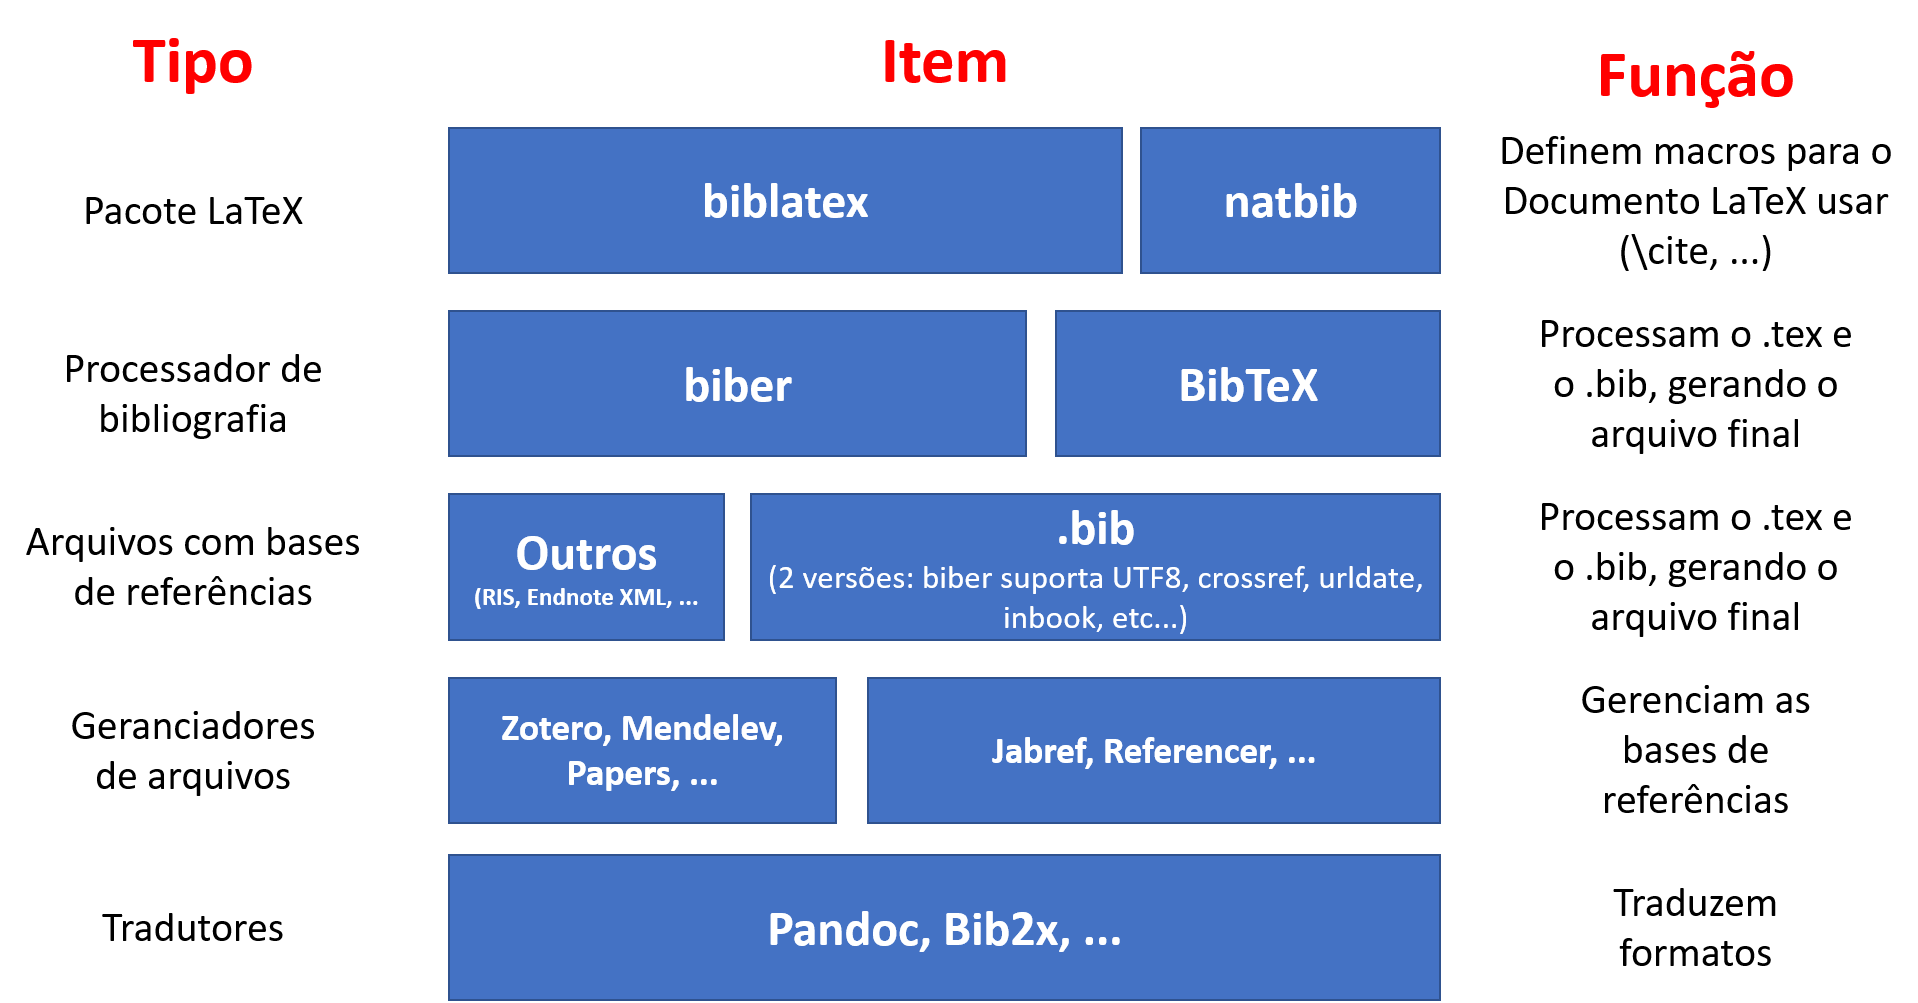 Tipo
Item
Função
Pacote LaTeX
biblatex
natbib
Definem macros para o
Documento LaTeX usar
(\cite, ...)
Processador de
bibliografia
biber
BibTeX
Processam o .tex e
o .bib, gerando o
arquivo final
Arquivos com bases
de referências
Outros
(RIS, Endnote XML, ...
.bib
(2 versões: biber suporta UTF8, crossref, urldate,
inbook, etc...)
Processam o .tex e
o .bib, gerando o
arquivo final
Geranciadores
de arquivos
Zotero, Mendelev,
Papers, ...
Jabref, Referencer, ...
Gerenciam as
bases de
referências
Tradutores
Pandoc, Bib2x, ...
Traduzem
formatos